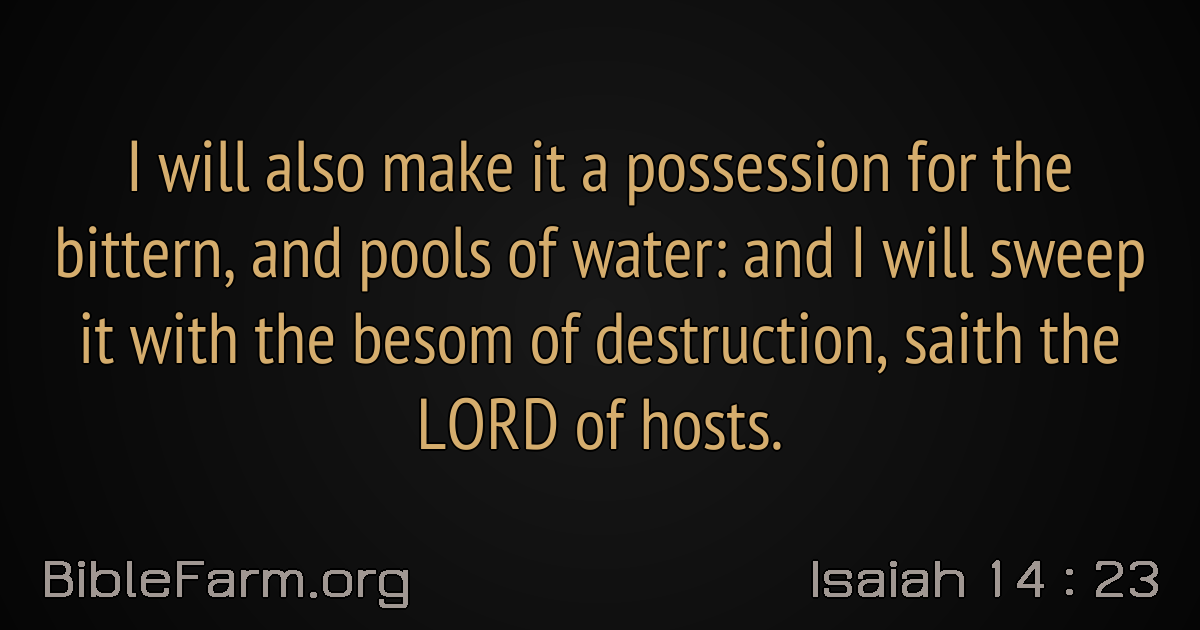 I will also make it a possession for the
bittern, and pools of water: and I will sweep
it with the besom of destruction, saith the
LORD of hosts.
BibleFarm.org
Isaiah 14 : 23